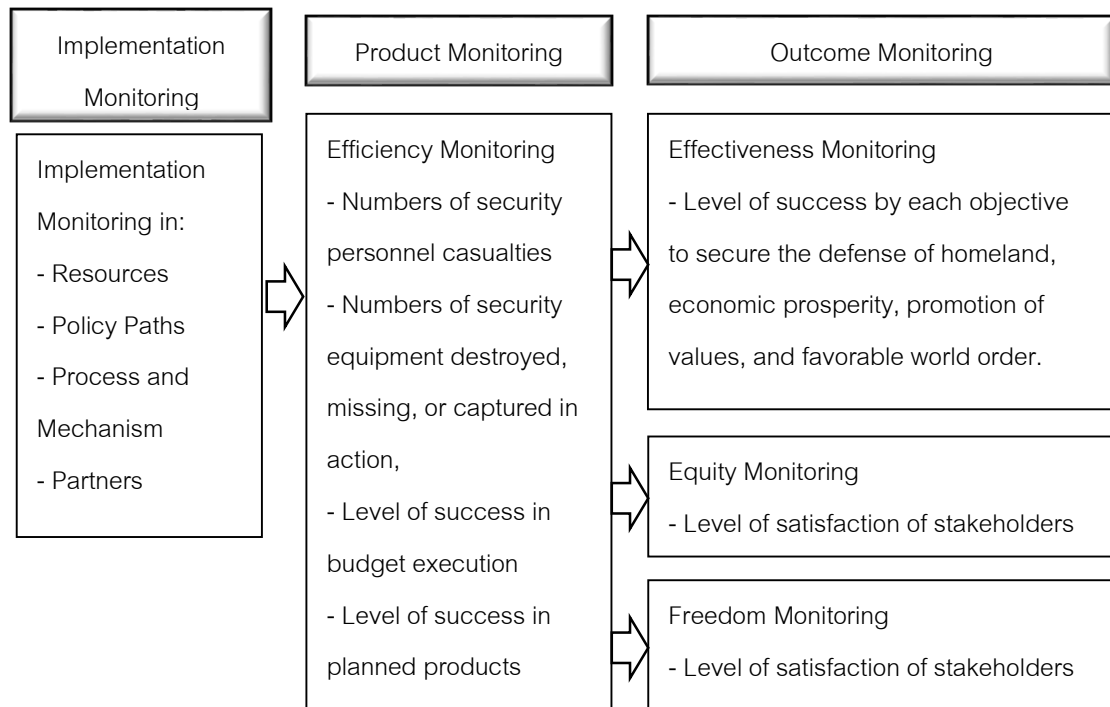 Implementation
Monitoring
Product Monitoring
Outcome Monitoring
Implementation
Monitoring in:
- Resources
- Policy Paths
- Process and
Mechanism
- Partners
Efficiency Monitoring
- Numbers of security
personnel casualties
- Numbers of security
equipment destroyed,
missing, or captured in
action,
- Level of success in
budget execution
- Level of success in
planned products
Effectiveness Monitoring
- Level of success by each objective
to secure the defense of homeland,
economic prosperity, promotion of
values, and favorable world order.
Equity Monitoring
- Level of satisfaction of stakeholders
Freedom Monitoring
- Level of satisfaction of stakeholders